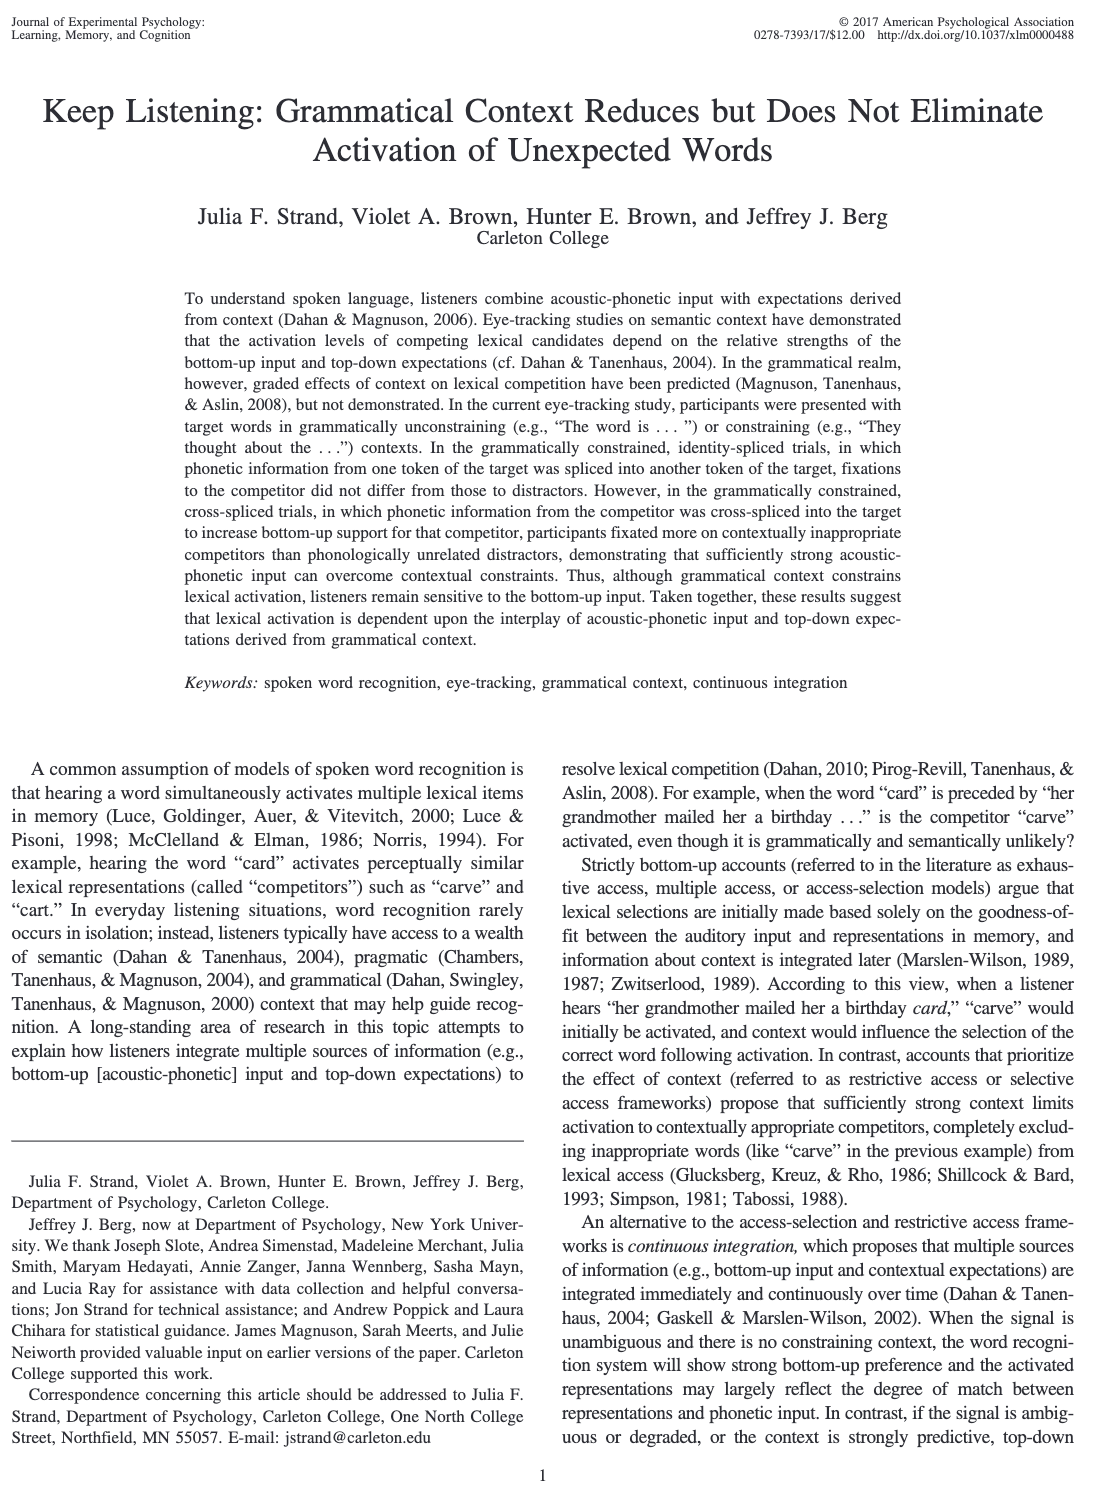 Journal of Experimental Psychology:
Learning, Memory, and Cognition
© 2017 American Psychological Association
0278-7393/17/$12.00 http://dx.doi.org/10.1037/xlm0000488
Keep Listening: Grammatical Context Reduces but Does Not Eliminate
Activation of Unexpected Words
Julia F. Strand, Violet A. Brown, Hunter E. Brown, and Jeffrey J. Berg
Carleton College
To understand spoken language, listeners combine acoustic-phonetic input with expectations derived
from context (Dahan & Magnuson, 2006). Eye-tracking studies on semantic context have demonstrated
that the activation levels of competing lexical candidates depend on the relative strengths of the
bottom-up input and top-down expectations (cf. Dahan & Tanenhaus, 2004). In the grammatical realm,
however, graded effects of context on lexical competition have been predicted (Magnuson, Tanenhaus,
& Aslin, 2008), but not demonstrated. In the current eye-tracking study, participants were presented with
target words in grammatically unconstraining (e.g., “The word is . . . ”) or constraining (e.g., “They
thought about the . . .”) contexts. In the grammatically constrained, identity-spliced trials, in which
phonetic information from one token of the target was spliced into another token of the target, fixations
to the competitor did not differ from those to distractors. However, in the grammatically constrained,
cross-spliced trials, in which phonetic information from the competitor was cross-spliced into the target
to increase bottom-up support for that competitor, participants fixated more on contextually inappropriate
competitors than phonologically unrelated distractors, demonstrating that sufficiently strong acoustic-
phonetic input can overcome contextual constraints. Thus, although grammatical context constrains
lexical activation, listeners remain sensitive to the bottom-up input. Taken together, these results suggest
that lexical activation is dependent upon the interplay of acoustic-phonetic input and top-down expec-
tations derived from grammatical context.
Keywords: spoken word recognition, eye-tracking, grammatical context, continuous integration
A common assumption of models of spoken word recognition is
that hearing a word simultaneously activates multiple lexical items
in memory (Luce, Goldinger, Auer, & Vitevitch, 2000; Luce &
Pisoni, 1998; McClelland & Elman, 1986; Norris, 1994). For
example, hearing the word “card” activates perceptually similar
lexical representations (called “competitors”) such as “carve” and
“cart.” In everyday listening situations, word recognition rarely
occurs in isolation; instead, listeners typically have access to a wealth
of semantic (Dahan & Tanenhaus, 2004), pragmatic (Chambers,
Tanenhaus, & Magnuson, 2004), and grammatical (Dahan, Swingley,
Tanenhaus, & Magnuson, 2000) context that may help guide recog-
nition. A long-standing area of research in this topic attempts to
explain how listeners integrate multiple sources of information (e.g.,
bottom-up [acoustic-phonetic] input and top-down expectations) to
Julia F. Strand, Violet A. Brown, Hunter E. Brown, Jeffrey J. Berg,
Department of Psychology, Carleton College.
Jeffrey J. Berg, now at Department of Psychology, New York Univer-
sity. We thank Joseph Slote, Andrea Simenstad, Madeleine Merchant, Julia
Smith, Maryam Hedayati, Annie Zanger, Janna Wennberg, Sasha Mayn,
and Lucia Ray for assistance with data collection and helpful conversa-
tions; Jon Strand for technical assistance; and Andrew Poppick and Laura
Chihara for statistical guidance. James Magnuson, Sarah Meerts, and Julie
Neiworth provided valuable input on earlier versions of the paper. Carleton
College supported this work.
Correspondence concerning this article should be addressed to Julia F.
Strand, Department of Psychology, Carleton College, One North College
Street, Northfield, MN 55057. E-mail: jstrand@carleton.edu
resolve lexical competition (Dahan, 2010; Pirog-Revill, Tanenhaus, &
Aslin, 2008). For example, when the word “card” is preceded by “her
grandmother mailed her a birthday . . .” is the competitor “carve”
activated, even though it is grammatically and semantically unlikely?
Strictly bottom-up accounts (referred to in the literature as exhaus-
tive access, multiple access, or access-selection models) argue that
lexical selections are initially made based solely on the goodness-of-
fit between the auditory input and representations in memory, and
information about context is integrated later (Marslen-Wilson, 1989,
1987; Zwitserlood, 1989). According to this view, when a listener
hears “her grandmother mailed her a birthday card,” “carve” would
initially be activated, and context would influence the selection of the
correct word following activation. In contrast, accounts that prioritize
the effect of context (referred to as restrictive access or selective
access frameworks) propose that sufficiently strong context limits
activation to contextually appropriate competitors, completely exclud-
ing inappropriate words (like “carve” in the previous example) from
lexical access (Glucksberg, Kreuz, & Rho, 1986; Shillcock & Bard,
1993; Simpson, 1981; Tabossi, 1988).
An alternative to the access-selection and restrictive access frame-
works is continuous integration, which proposes that multiple sources
of information (e.g., bottom-up input and contextual expectations) are
integrated immediately and continuously over time (Dahan & Tanen-
haus, 2004; Gaskell & Marslen-Wilson, 2002). When the signal is
unambiguous and there is no constraining context, the word recogni-
tion system will show strong bottom-up preference and the activated
representations may largely reflect the degree of match between
representations and phonetic input. In contrast, if the signal is ambig-
uous or degraded, or the context is strongly predictive, top-down
1